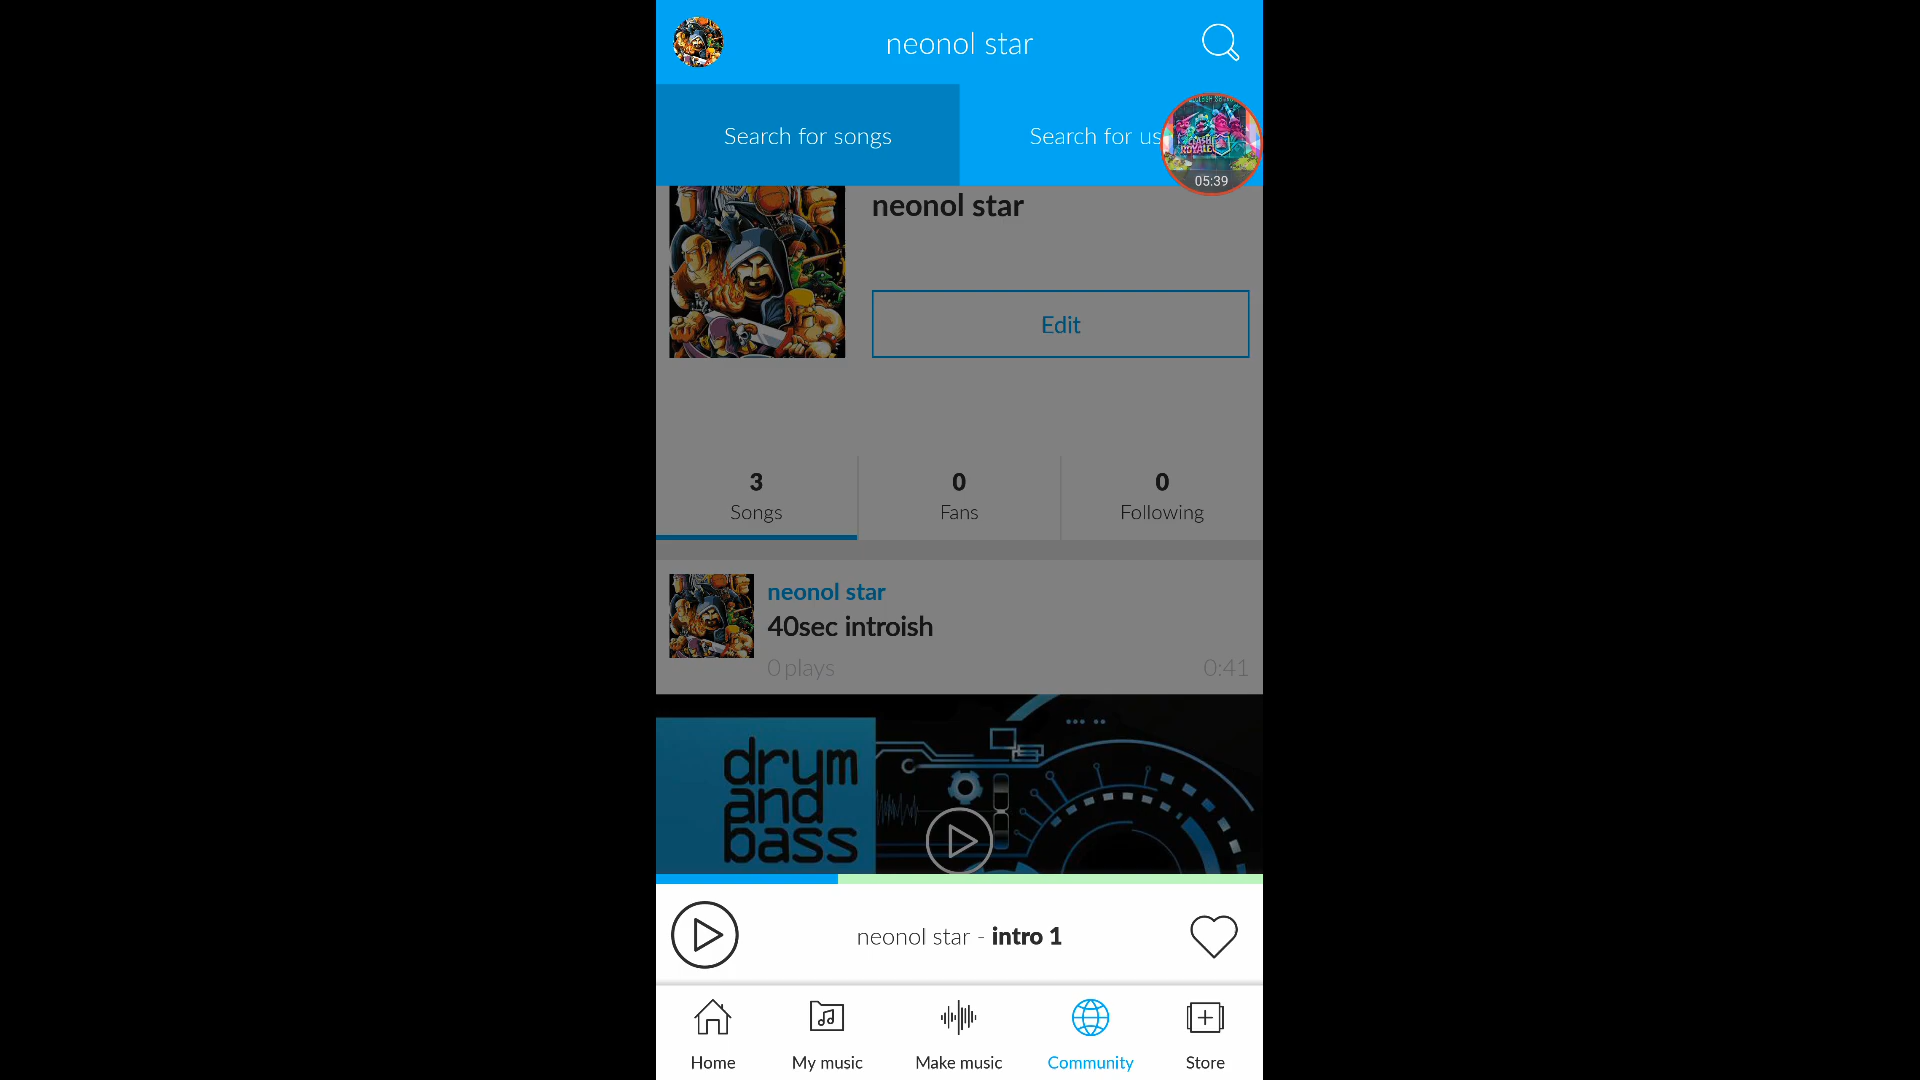 neonol star
Search for songs
Search for us
CLASH
ROYALE
05:39
neonol star
Edit
3
Songs
0
Fans
0
Following
neonol star
40sec introish
0 plays
0:41
drum
and
bass
neonol star - intro 1
Home
My music
Make music
Community
Store